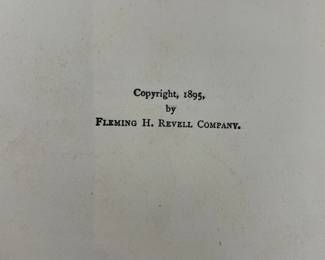 Copyright, 1895,
by
Fleming H. Revell Company.